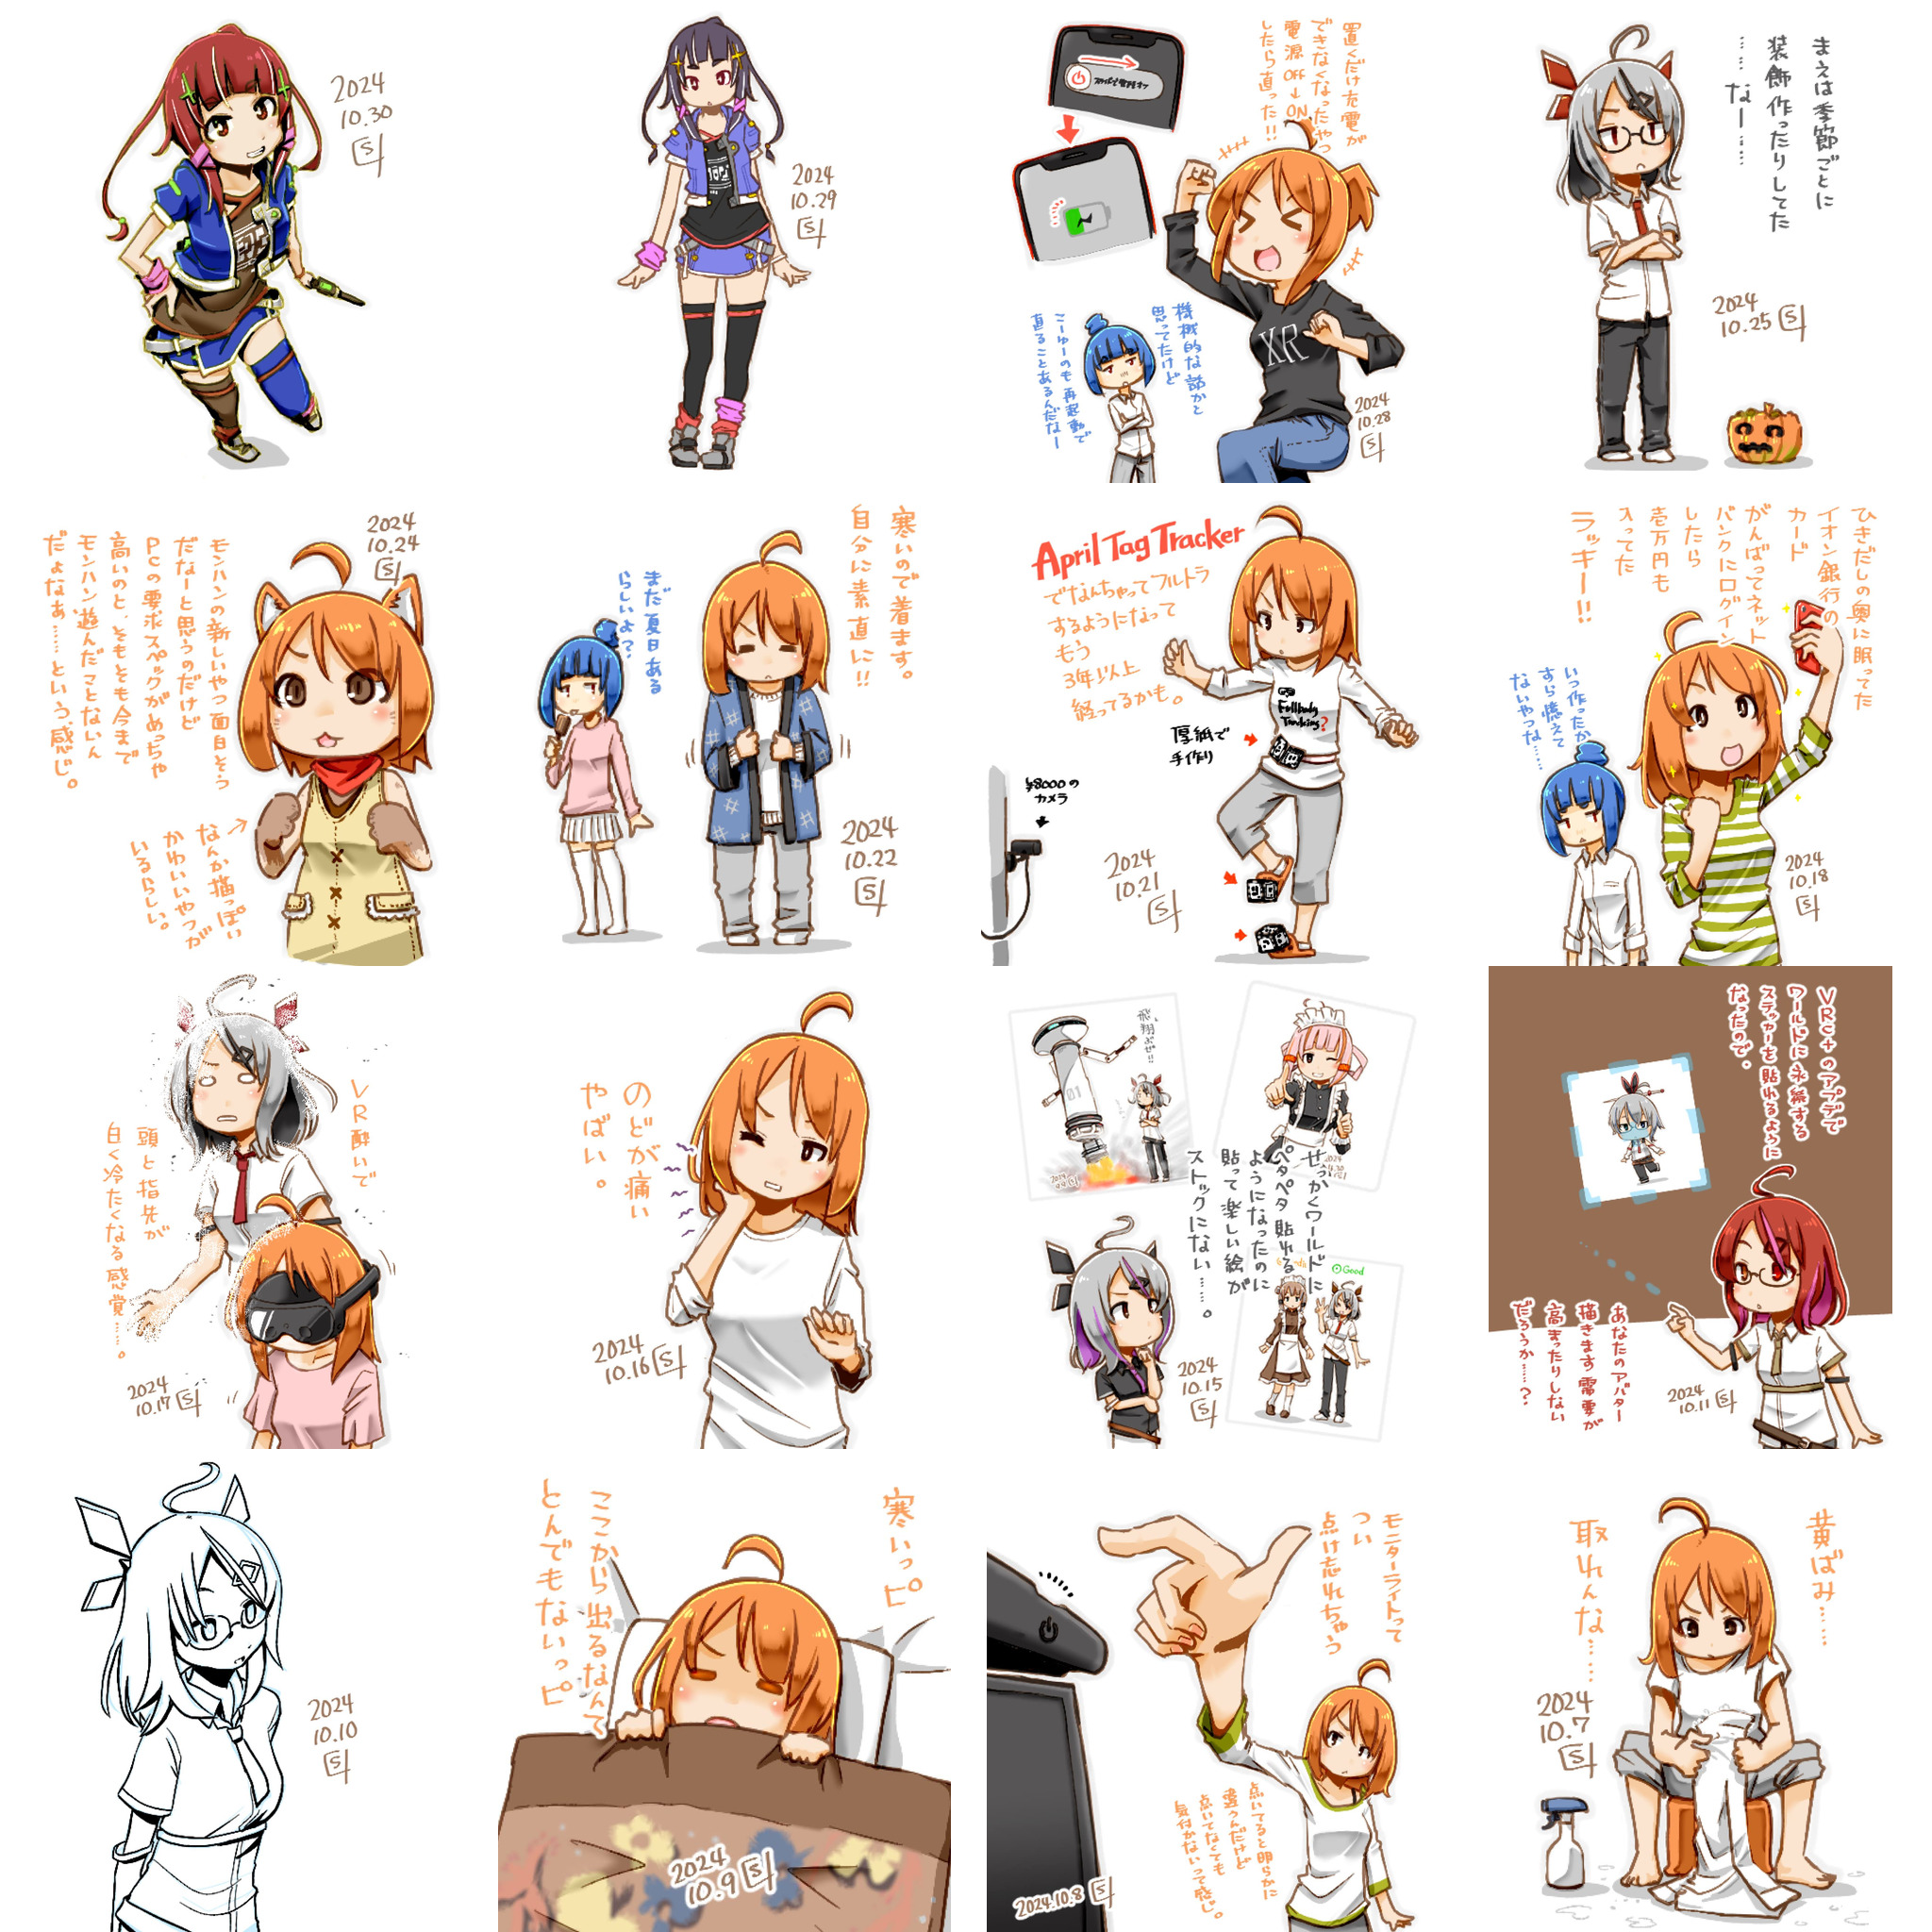 2024
10.30
2024
10.29
置くだけ充電が
できなくなったやつ
電源OFF→ON
したら直った!!
機械的な話かと
思ってたけど
こーゆーのも再起動で
直ることあるんだなー
XR
2024
10.28
まえは季節ごとに
装飾作ったりしてた
……なー……
2024
10.25
2024
10.24
モンハンの新しいやつ面白そう
だなーと思うのだけど
PCの要求スペックがめっちゃ
高いのと、そもそも今まで
モンハン遊んだことないん
だよなぁ……という感じ。
なんか猫っぽい
かわいいやつが
いるらしい。
寒いので着ます。
自分に素直に!!
まだ夏日ある
らしいよ?
2024
10.22
April Tag Tracker
でなんちゃってフルトラ
するようになって
もう
3年以上
経ってるかも。
Fullbody
Tracking?
厚紙で
手作り
¥8000の
カメラ
2024
10.21
ひきだしの奥に眠ってた
イオン銀行の
カード
がんばってネット
バンクにログイン
したら
壱万円も
入ってた
ラッキー!!
いつ作ったか
すら憶えて
ないやつな……
2024
10.18
VR酔いで
頭と指先が
白く冷たくなる感覚……。
2024
10.17
のどが痛い
やばい。
2024
10.16
飛翔ぶぜ!!
01
Good
せっかくワールドに
ペタペタ貼れる
ようになったのに
貼って楽しい絵が
ストックにない……。
2024
10.15
VRC+のアプデで
ワールドに永続する
ステッカーを貼れるように
なったので。
あなたのアバター
描きます需要が
高まったりしない
だろうか……?
2024
10.11
2024
10.10
寒いっピ
ここから出るなんて
とんでもないっピ
2024
10.9
モニターライトって
つい
点け忘れちゃう
点いてると明らかに
違うんだけど
点いてなくても
気付かないって感じ。
2024.10.8
黄ばみ……
取れんな……
2024
10.7